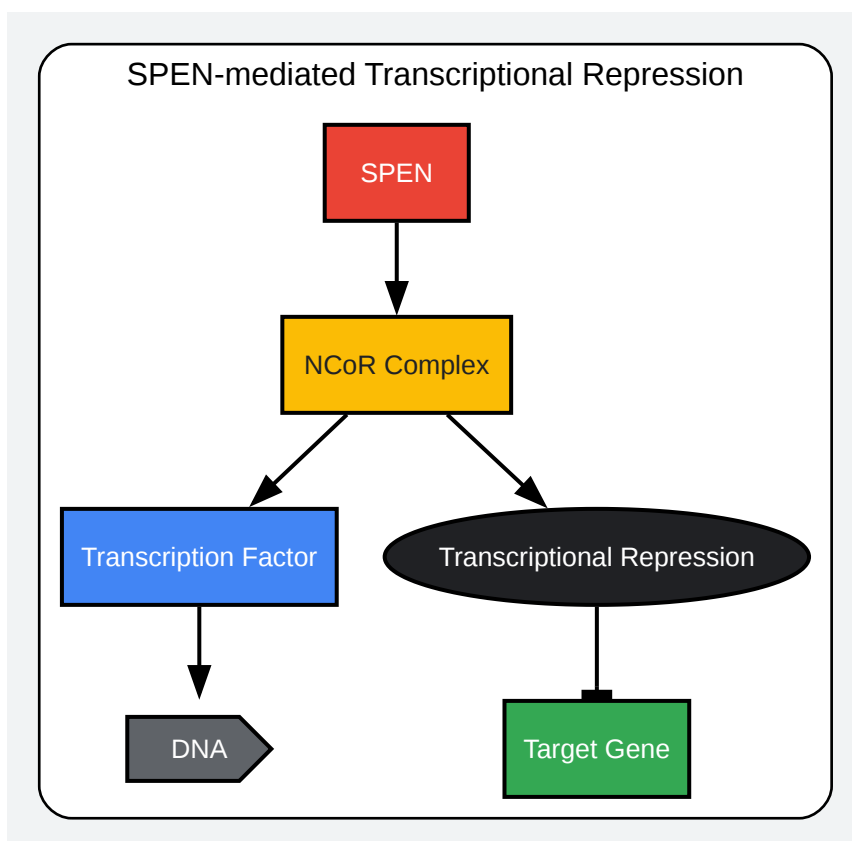 SPEN-mediated Transcriptional Repression
SPEN
NCoR Complex
Transcription Factor
Transcriptional Repression
DNA
Target Gene